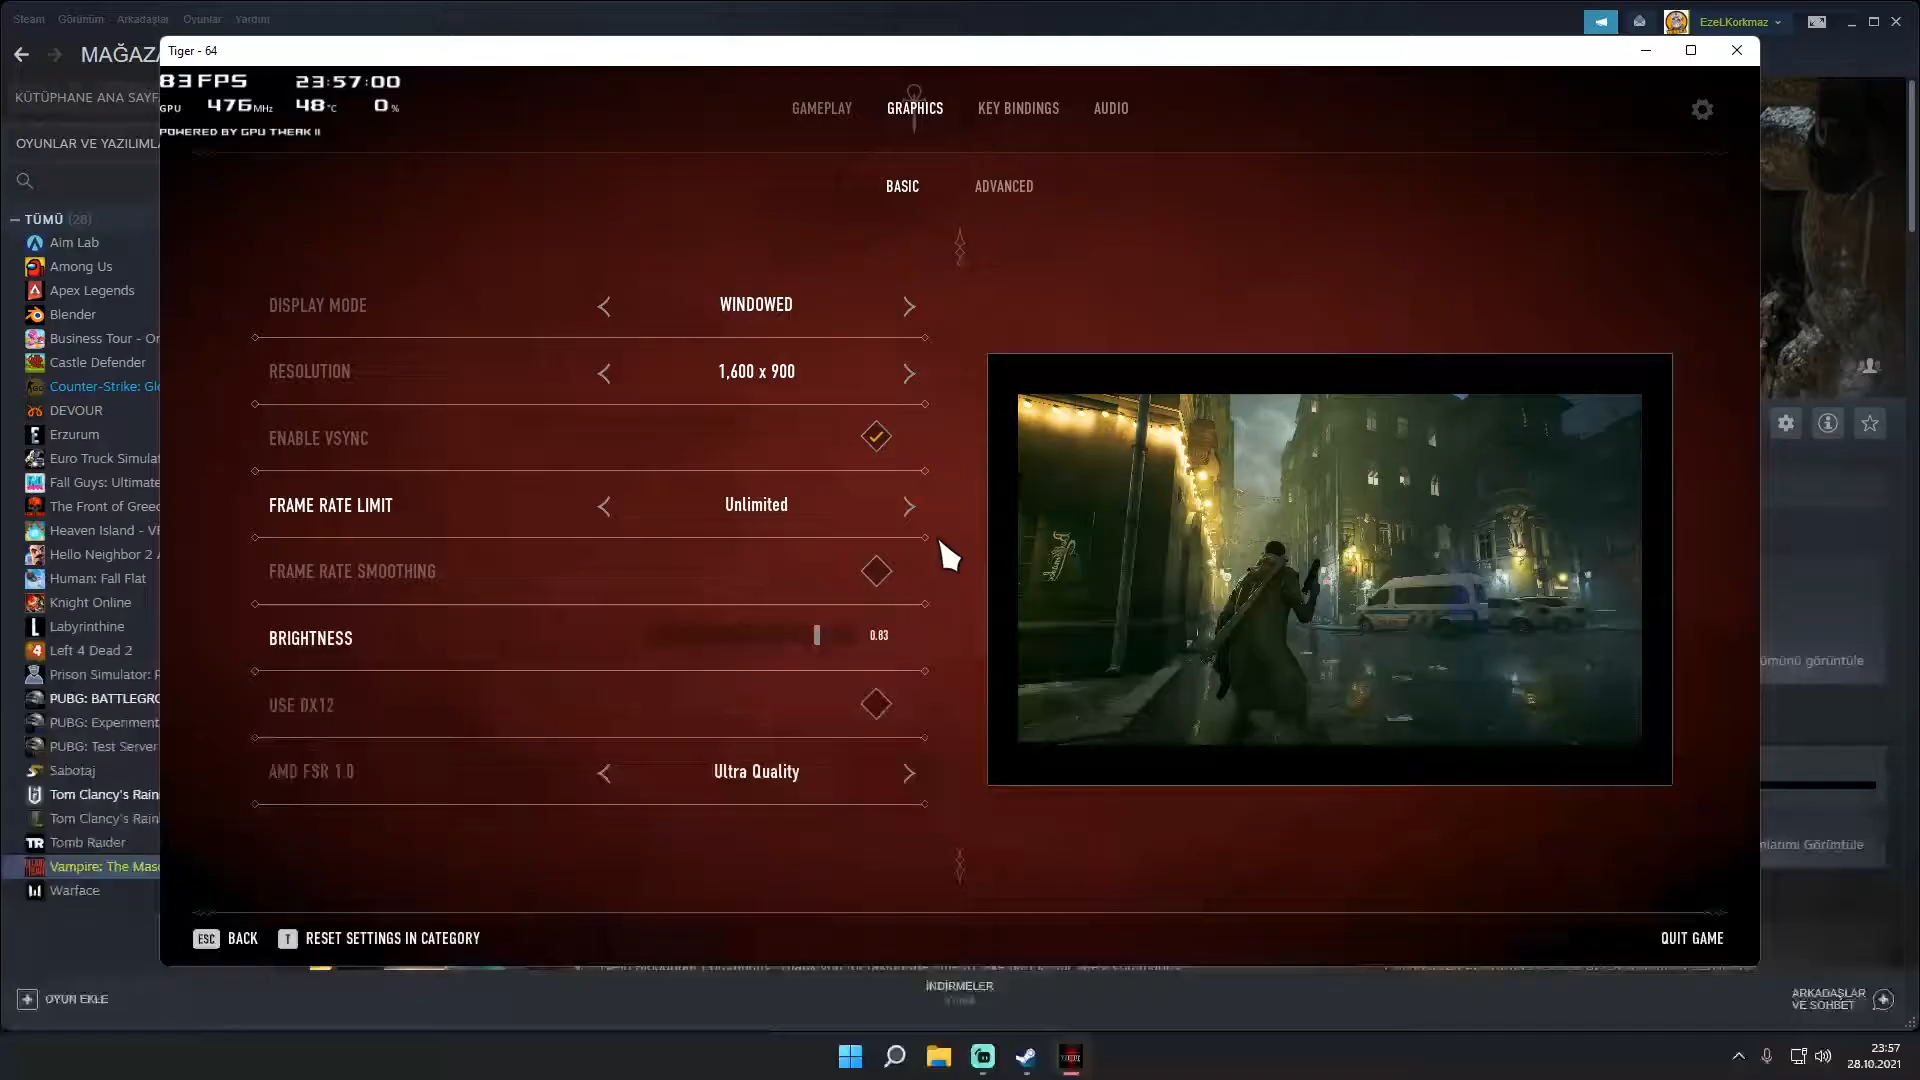 Steam Görünüm Arkadaşlar Oyunlar Yardım
EzeLKorkmaz
MAĞAZA
Tiger - 64
83 FPS 23:57:00
GPU 476 MHz 48 °C 0 %
POWERED BY GPU TWEAK II
KÜTÜPHANE ANA SAYF
OYUNLAR VE YAZILIML
GAMEPLAY GRAPHICS KEY BINDINGS AUDIO
BASIC ADVANCED
TÜMÜ (28)
Aim Lab
Among Us
Apex Legends
Blender
Business Tour - On
Castle Defender
Counter-Strike: Glo
DEVOUR
Erzurum
Euro Truck Simulat
Fall Guys: Ultimate
The Front of Greed
Heaven Island - VR
Hello Neighbor 2 A
Human: Fall Flat
Knight Online
Labyrinthine
Left 4 Dead 2
Prison Simulator: P
PUBG: BATTLEGRO
PUBG: Experiment
PUBG: Test Server
Sabotaj
Tom Clancy's Rain
Tom Clancy's Rain
Tomb Raider
Vampire: The Masq
Warface
DISPLAY MODE WINDOWED
RESOLUTION 1,600 x 900
ENABLE VSYNC
FRAME RATE LIMIT Unlimited
FRAME RATE SMOOTHING
BRIGHTNESS 0.83
USE DX12
AMD FSR 1.0 Ultra Quality
ümünü görüntüle
Görüntüle
ESC BACK T RESET SETTINGS IN CATEGORY
QUIT GAME
OYUN EKLE
İNDİRMELER
ARKADAŞLAR
VE SOHBET
23:57
28.10.2021